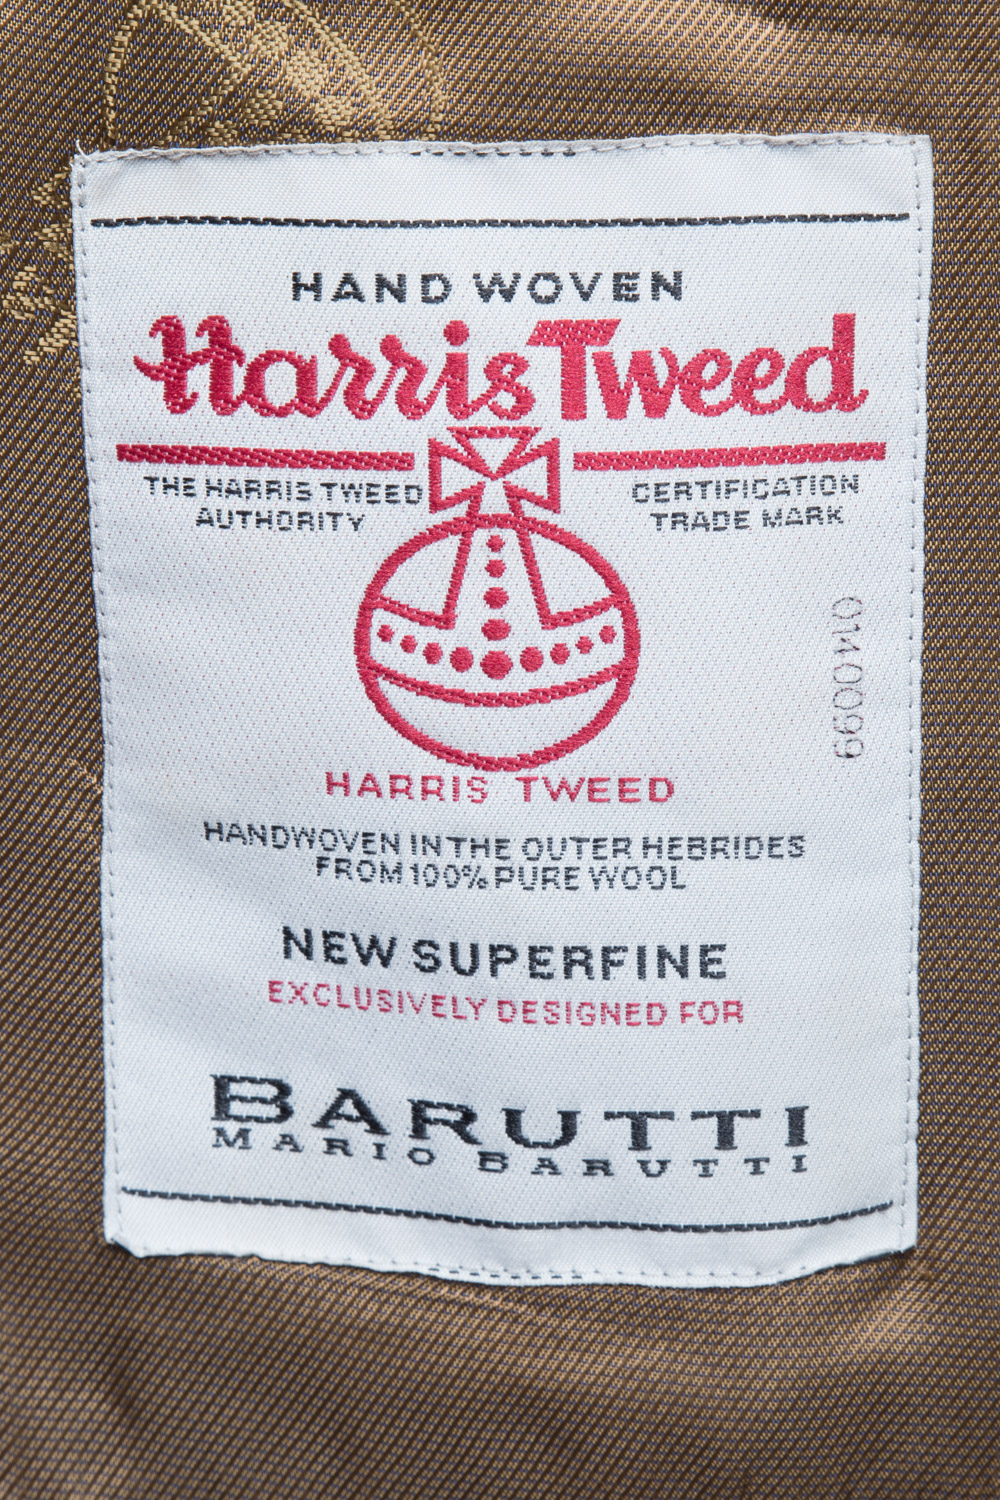 HAND WOVEN
Harris Tweed
THE HARRIS TWEED
AUTHORITY
CERTIFICATION
TRADE MARK
0140099
HARRIS TWEED
HANDWOVEN IN THE OUTER HEBRIDES
FROM 100% PURE WOOL
NEW SUPERFINE
EXCLUSIVELY DESIGNED FOR
BARUTTI
MARIO BARUTTI